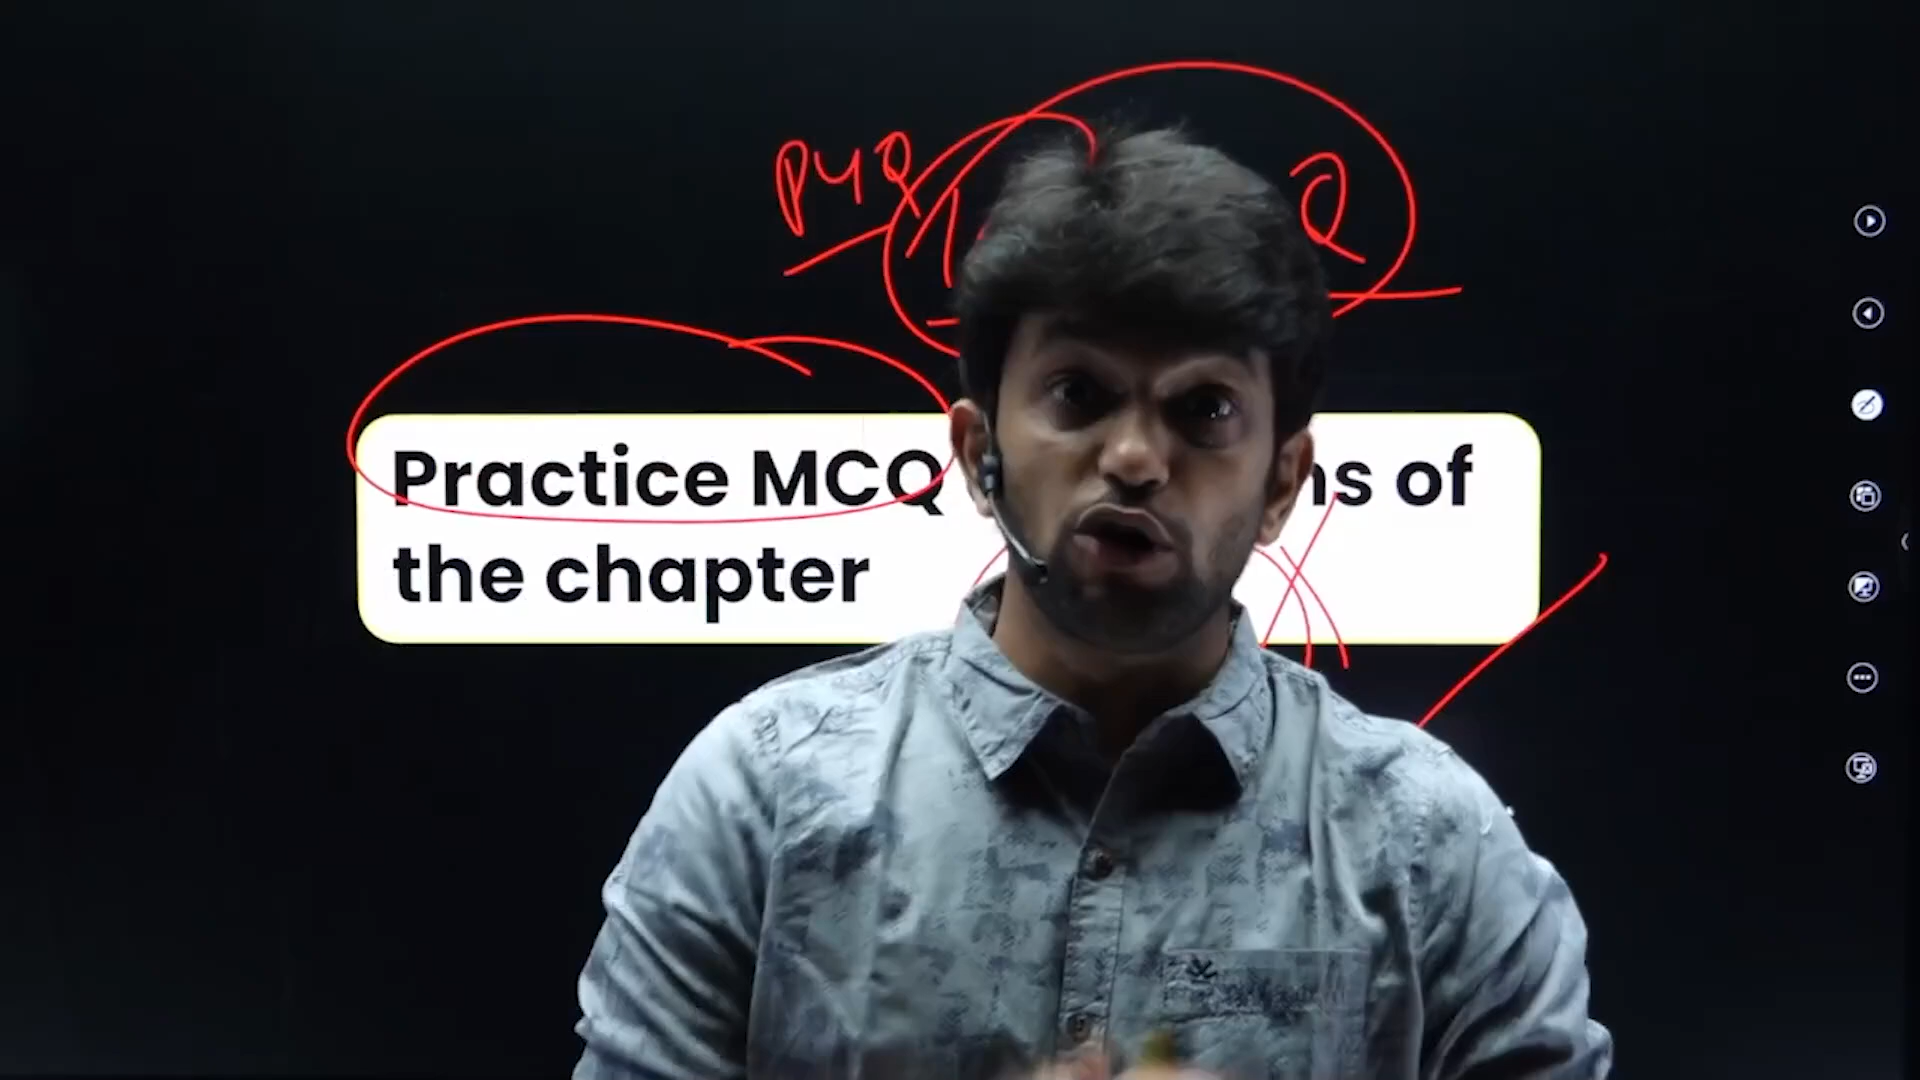 PYQ Q
Practice MCQ ns of
the chapter